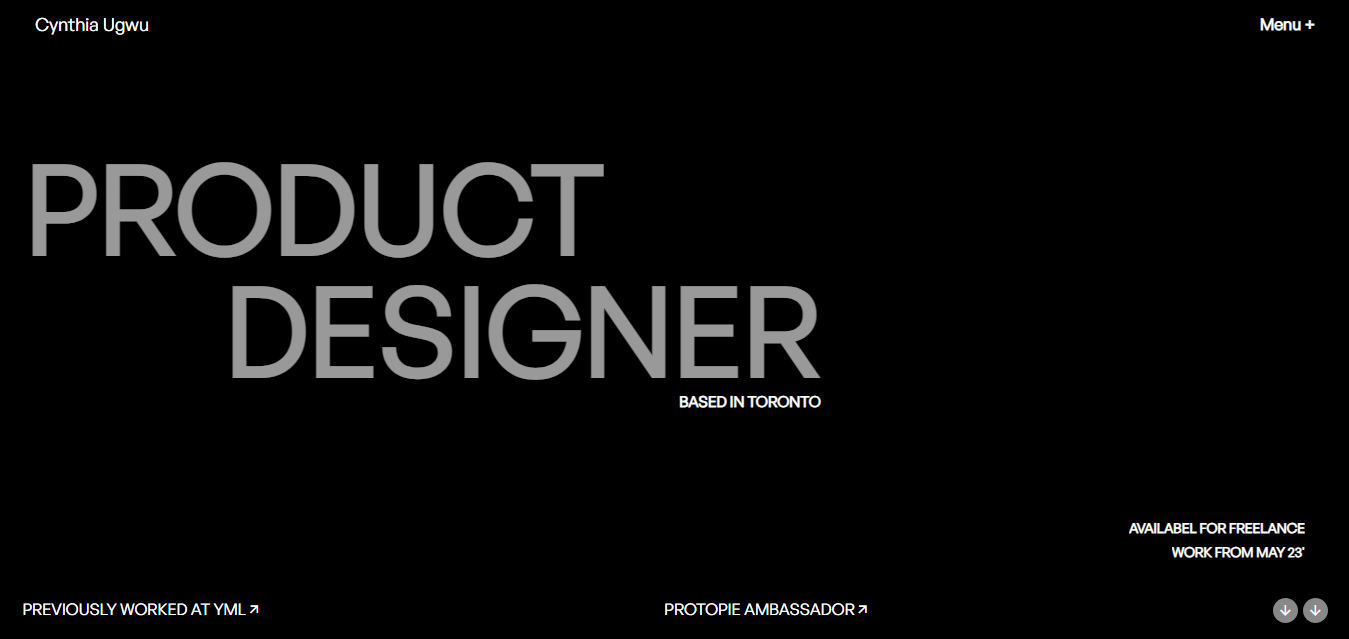 Cynthia Ugwu
Menu +
PRODUCT
DESIGNER
BASED IN TORONTO
AVAILABEL FOR FREELANCE
WORK FROM MAY 23'
PREVIOUSLY WORKED AT YML
PROTOPIE AMBASSADOR